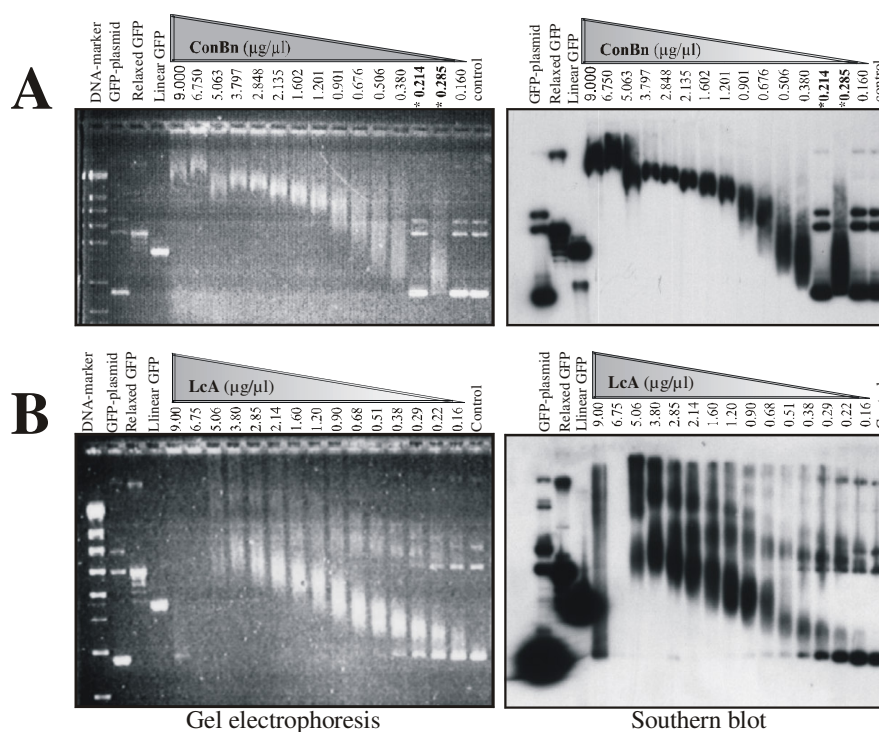 A
DNA-marker
GFP-plasmid
Relaxed GFP
Linear GFP
ConBn (µg/µl)
9.000
6.750
5.063
3.797
2.848
2.135
1.602
1.201
0.901
0.676
0.506
0.380
* 0.214
* 0.285
0.160
control
GFP-plasmid
Relaxed GFP
Linear GFP
ConBn (µg/µl)
9.000
6.750
5.063
3.797
2.848
2.135
1.602
1.201
0.901
0.676
0.506
0.380
*0.214
*0.285
0.160
control
B
DNA-marker
GFP-plasmid
Relaxed GFP
Llinear GFP
LcA (µg/µl)
9.00
6.75
5.06
3.80
2.85
2.14
1.60
1.20
0.90
0.68
0.51
0.38
0.29
0.22
0.16
Control
GFP-plasmid
Relaxed GFP
Llinear GFP
LcA (µg/µl)
9.00
6.75
5.06
3.80
2.85
2.14
1.60
1.20
0.90
0.68
0.51
0.38
0.29
0.22
0.16
Gel electrophoresis
Southern blot